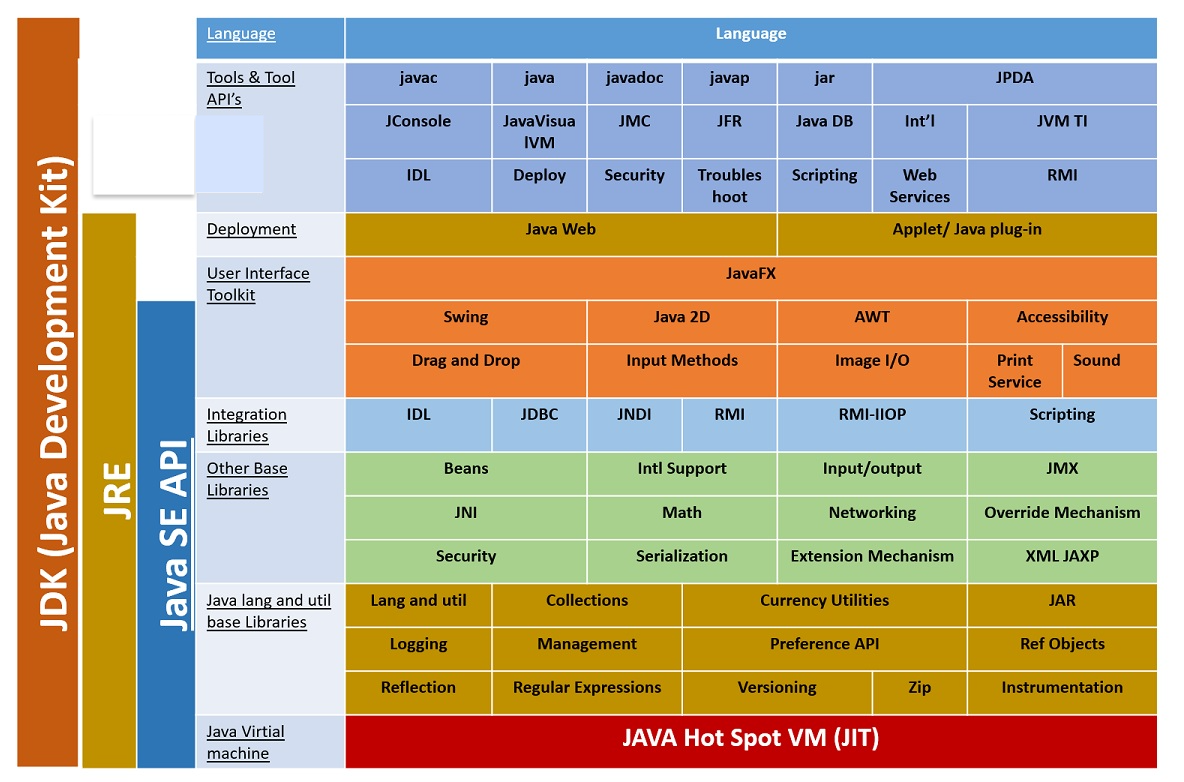 JDK (Java Development Kit)
JRE
Java SE API
Language
Language
Tools & Tool
API's
javac
java
javadoc
javap
jar
JPDA
JConsole
JavaVisua
lVM
JMC
JFR
Java DB
Int'l
JVM TI
IDL
Deploy
Security
Troubles
hoot
Scripting
Web
Services
RMI
Deployment
Java Web
Applet/ Java plug-in
User Interface
Toolkit
JavaFX
Swing
Java 2D
AWT
Accessibility
Drag and Drop
Input Methods
Image I/O
Print
Service
Sound
Integration
Libraries
IDL
JDBC
JNDI
RMI
RMI-IIOP
Scripting
Other Base
Libraries
Beans
Intl Support
Input/output
JMX
JNI
Math
Networking
Override Mechanism
Security
Serialization
Extension Mechanism
XML JAXP
Java lang and util
base Libraries
Lang and util
Collections
Currency Utilities
JAR
Logging
Management
Preference API
Ref Objects
Reflection
Regular Expressions
Versioning
Zip
Instrumentation
Java Virtial
machine
JAVA Hot Spot VM (JIT)